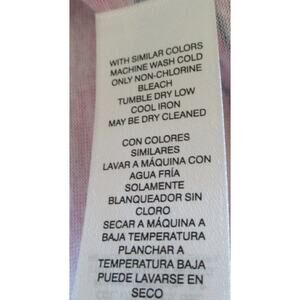 WITH SIMILAR COLORS
MACHINE WASH COLD
ONLY NON-CHLORINE
BLEACH
TUMBLE DRY LOW
COOL IRON
MAY BE DRY CLEANED
CON COLORES
SIMILARES
LAVAR A MÁQUINA CON
AGUA FRÍA
SOLAMENTE
BLANQUEADOR SIN
CLORO
SECAR A MÁQUINA A
BAJA TEMPERATURA
PLANCHAR A
TEMPERATURA BAJA
PUEDE LAVARSE EN
SECO